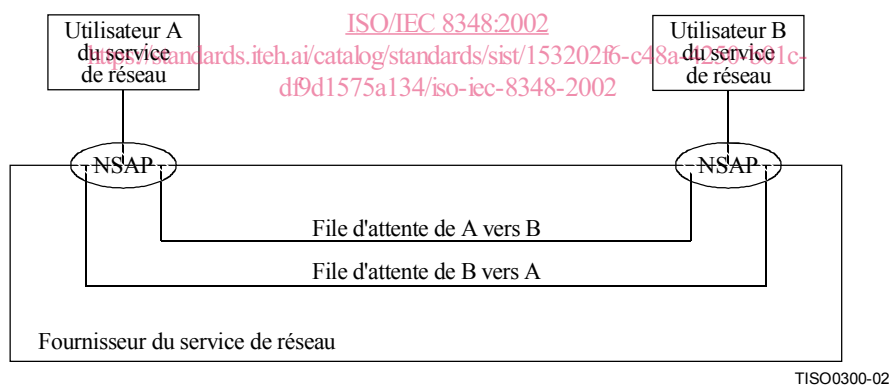 ISO/IEC 8348:2002
Utilisateur A
du service
de réseau
Utilisateur B
du service
de réseau
https://standards.iteh.ai/catalog/standards/sist/153202f6-c48a-4250-b01c-
df9d1575a134/iso-iec-8348-2002
NSAP
NSAP
File d'attente de A vers B
File d'attente de B vers A
Fournisseur du service de réseau
TISO0300-02